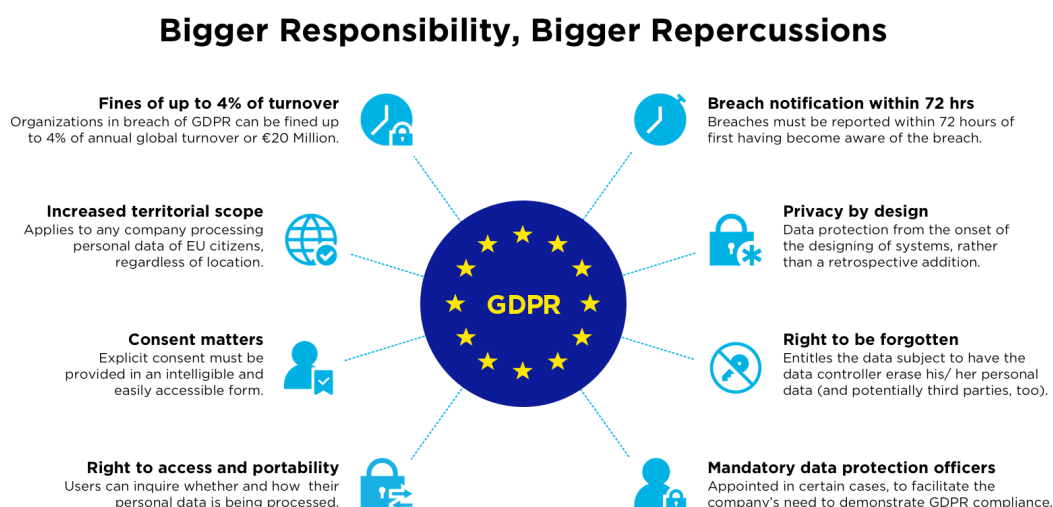 Bigger Responsibility, Bigger Repercussions
Fines of up to 4% of turnover
Organizations in breach of GDPR can be fined up
to 4% of annual global turnover or €20 Million.
Increased territorial scope
Applies to any company processing
personal data of EU citizens,
regardless of location.
Consent matters
Explicit consent must be
provided in an intelligible and
easily accessible form.
Right to access and portability
Users can inquire whether and how their
personal data is being processed.
GDPR
Breach notification within 72 hrs
Breaches must be reported within 72 hours of
first having become aware of the breach.
Privacy by design
Data protection from the onset of
the designing of systems, rather
than a retrospective addition.
Right to be forgotten
Entitles the data subject to have the
data controller erase his/ her personal
data (and potentially third parties, too).
Mandatory data protection officers
Appointed in certain cases, to facilitate the
company's need to demonstrate GDPR compliance.